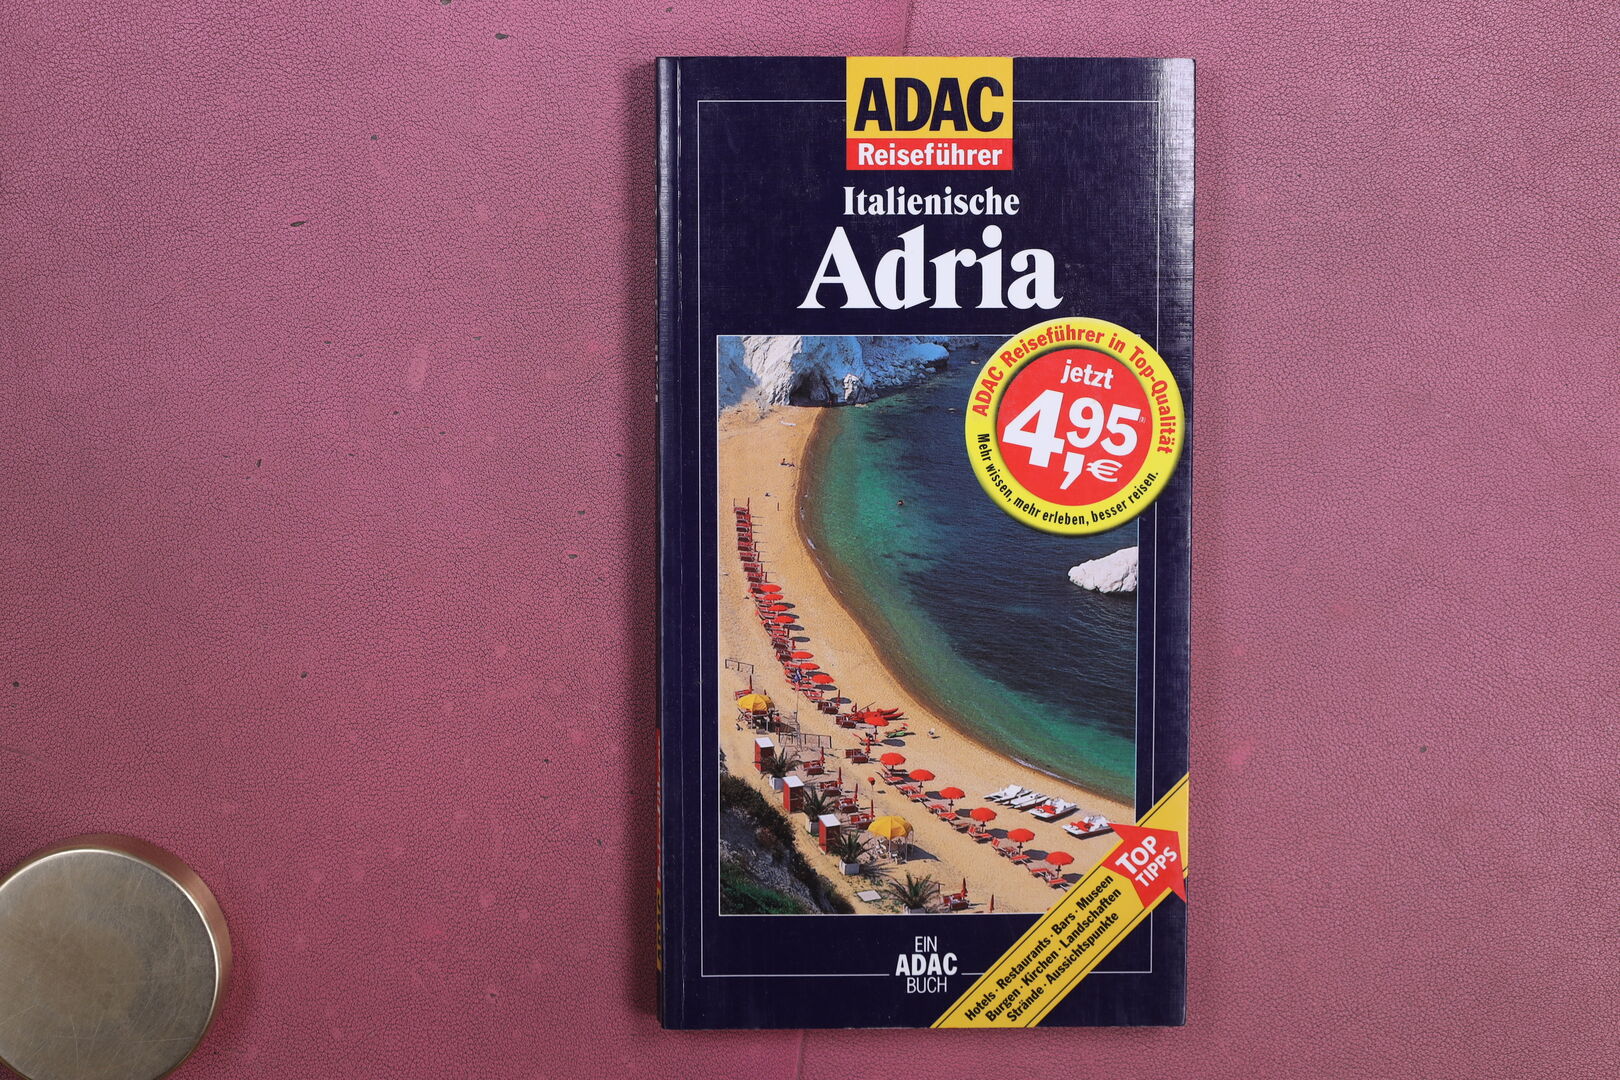 ADAC
Reiseführer
Italienische
Adria
ADAC Reiseführer in Top-Qualität
jetzt
4,95 €
Mehr wissen, mehr erleben, besser reisen.
TOP
TIPPS
Hotels · Restaurants · Bars · Museen
Burgen · Kirchen · Landschaften
Strände · Aussichtspunkte
EIN
ADAC
BUCH